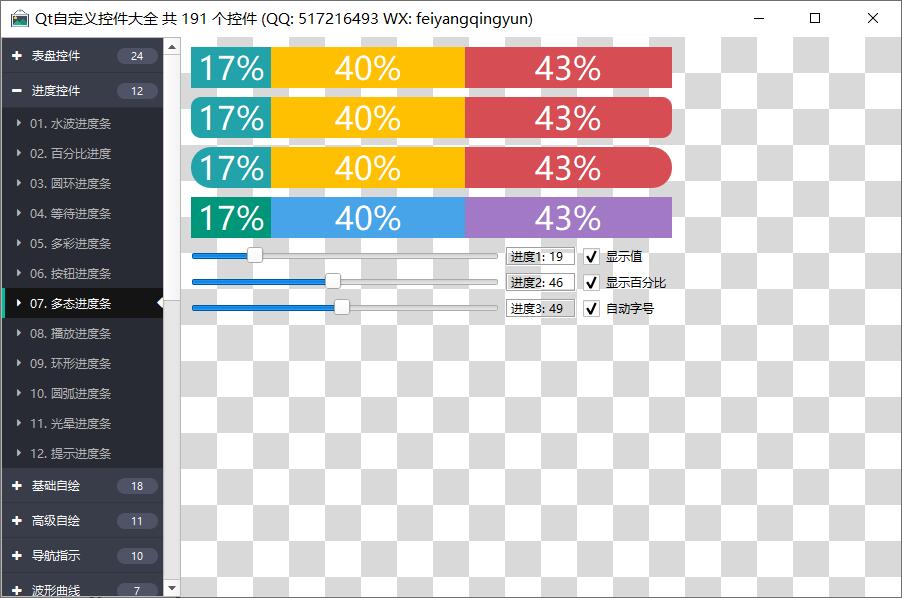 Qt自定义控件大全 共 191 个控件 (QQ: 517216493 WX: feiyangqingyun)
表盘控件 24
进度控件 12
01. 水波进度条
02. 百分比进度
03. 圆环进度条
04. 等待进度条
05. 多彩进度条
06. 按钮进度条
07. 多态进度条
08. 播放进度条
09. 环形进度条
10. 圆弧进度条
11. 光晕进度条
12. 提示进度条
基础自绘 18
高级自绘 11
导航指示 10
波形曲线 7
17% 40% 43%
17% 40% 43%
17% 40% 43%
17% 40% 43%
进度1: 19 显示值
进度2: 46 显示百分比
进度3: 49 自动字号